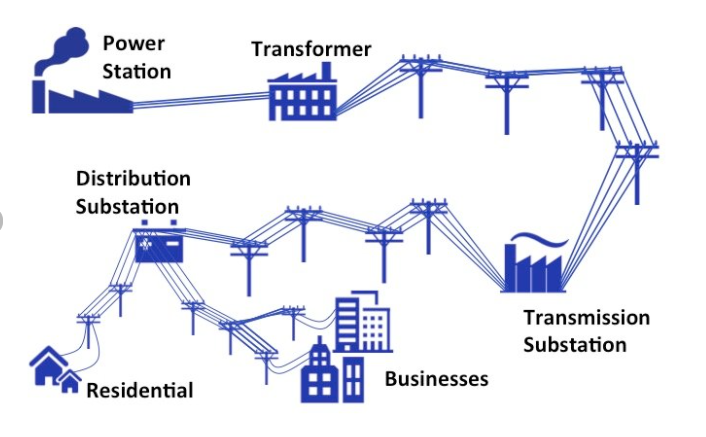 Power
Station
Transformer
Distribution
Substation
Transmission
Substation
Residential
Businesses